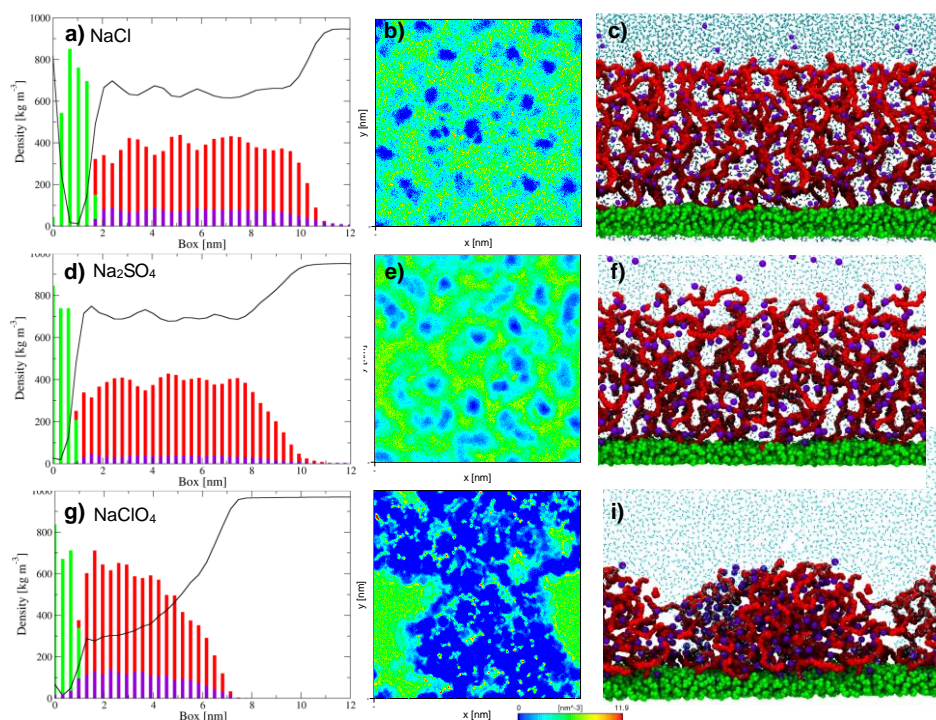 a) NaCl
1000
800
600
400
200
0
Density [kg m⁻³]
0 2 4 6 8 10 12
Box [nm]
b)
y [nm]
x [nm]
c)
d) Na₂SO₄
1000
800
600
400
200
0
Density [kg m⁻³]
0 2 4 6 8 10 12
Box [nm]
e)
x [nm]
f)
g) NaClO₄
1000
800
600
400
200
0
Density [kg m⁻³]
0 2 4 6 8 10 12
Box [nm]
y [nm]
x [nm]
0 [nm^-3] 11.9
i)